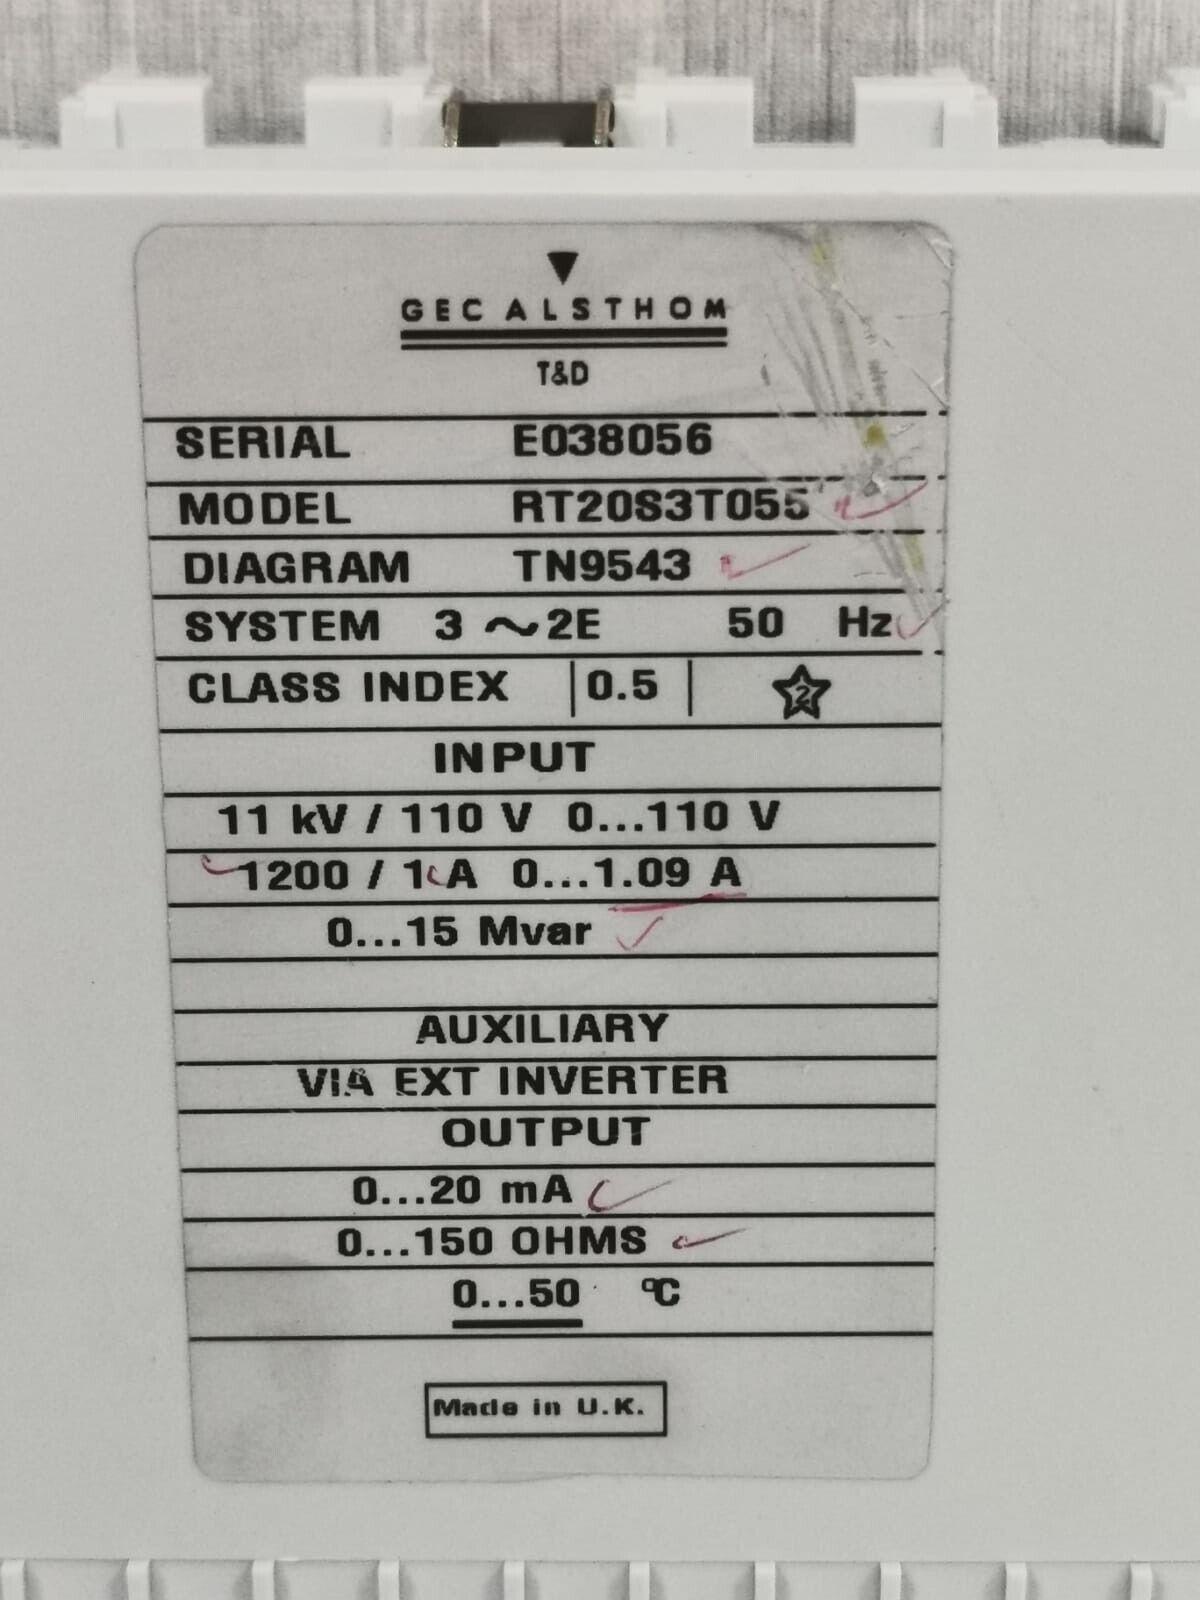 GEC ALSTHOM
T&D
SERIAL E038056
MODEL RT20S3T055
DIAGRAM TN9543
SYSTEM 3 ~ 2E 50 Hz
CLASS INDEX 0.5 2
INPUT
11 kV / 110 V 0...110 V
1200 / 1 A 0...1.09 A
0...15 Mvar
AUXILIARY
VIA EXT INVERTER
OUTPUT
0...20 mA
0...150 OHMS
0...50 °C
Made in U.K.